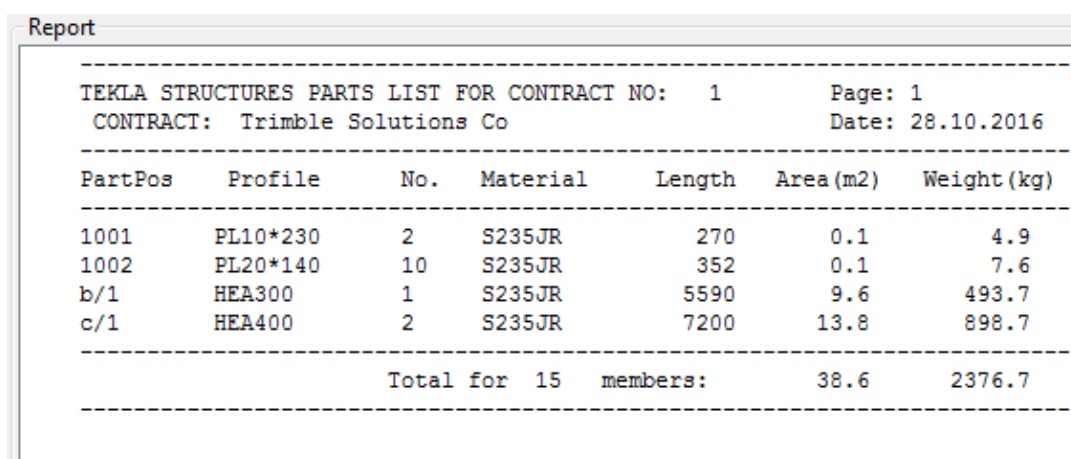 Report
TEKLA STRUCTURES PARTS LIST FOR CONTRACT NO: 1 Page: 1
CONTRACT: Trimble Solutions Co Date: 28.10.2016
PartPos Profile No. Material Length Area(m2) Weight(kg)
1001 PL10*230 2 S235JR 270 0.1 4.9
1002 PL20*140 10 S235JR 352 0.1 7.6
b/1 HEA300 1 S235JR 5590 9.6 493.7
c/1 HEA400 2 S235JR 7200 13.8 898.7
Total for 15 members: 38.6 2376.7